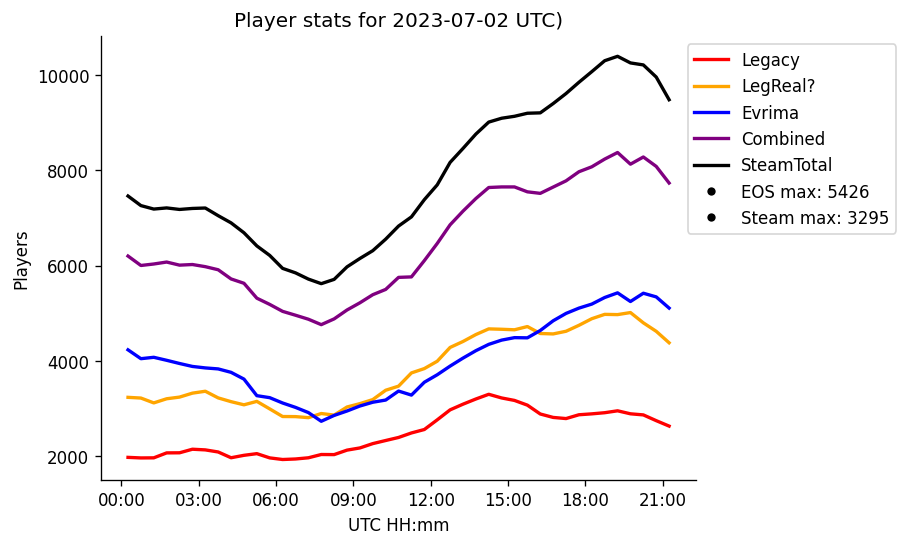 Player stats for 2023-07-02 UTC)
Players
10000
8000
6000
4000
2000
00:00 03:00 06:00 09:00 12:00 15:00 18:00 21:00
UTC HH:mm
Legacy
LegReal?
Evrima
Combined
SteamTotal
EOS max: 5426
Steam max: 3295